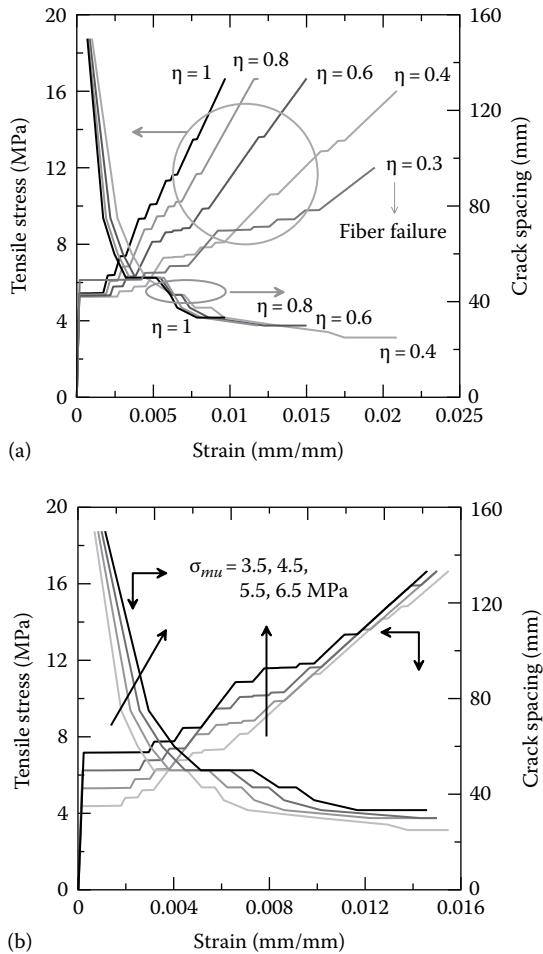 20
160
η = 1
η = 0.8
η = 0.6
η = 0.4
16
120
12
η = 0.3
Tensile stress (MPa)
Crack spacing (mm)
80
Fiber failure
8
40
η = 0.8
η = 0.6
η = 1
4
η = 0.4
0
0
0
0.005
0.01
0.015
0.02
0.025
(a)
Strain (mm/mm)
20
160
σmu = 3.5, 4.5,
5.5, 6.5 MPa
16
120
12
Tensile stress (MPa)
Crack spacing (mm)
80
8
40
4
0
0
0
0.004
0.008
0.012
0.016
(b)
Strain (mm/mm)